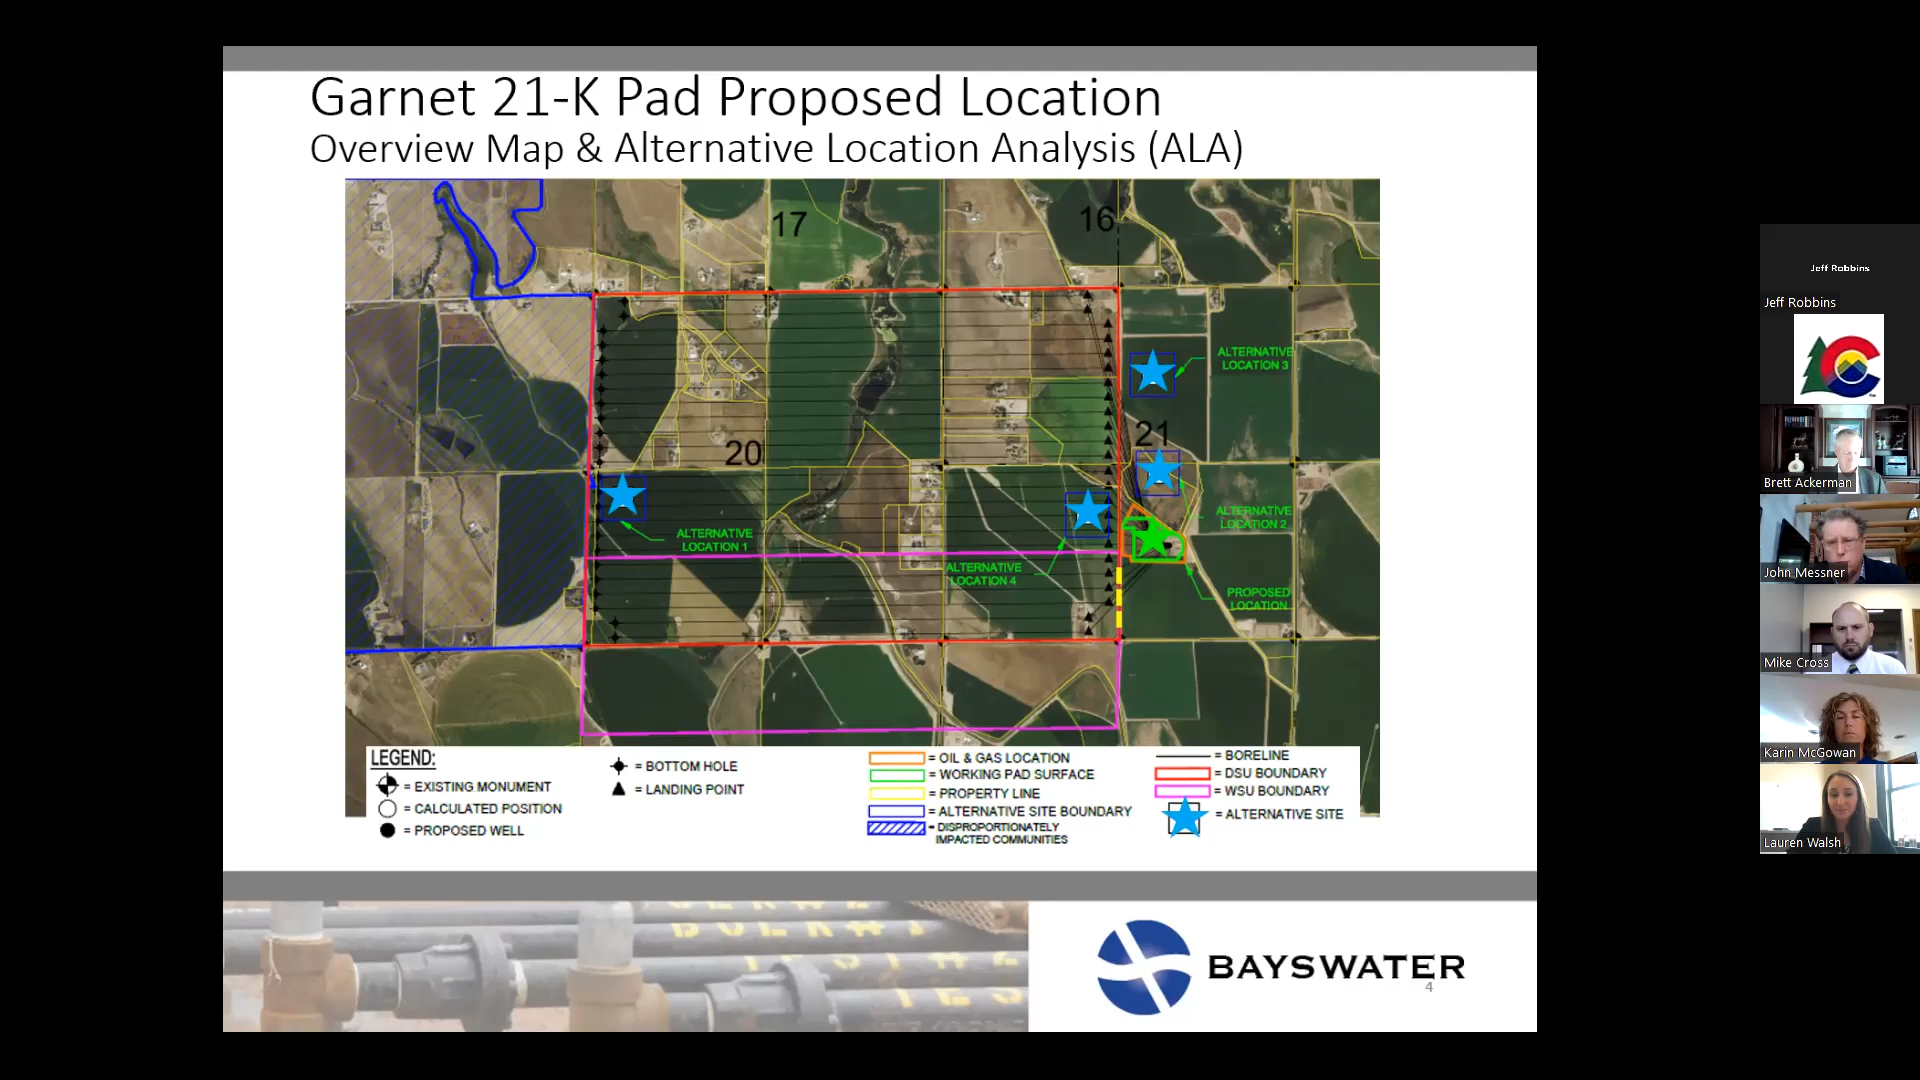 Garnet 21-K Pad Proposed Location
Overview Map & Alternative Location Analysis (ALA)
17
16
ALTERNATIVE
LOCATION 3
21
20
ALTERNATIVE
LOCATION 2
ALTERNATIVE
LOCATION 1
ALTERNATIVE
LOCATION 4
PROPOSED
LOCATION
LEGEND:
= EXISTING MONUMENT
= CALCULATED POSITION
= PROPOSED WELL
= BOTTOM HOLE
= LANDING POINT
= OIL & GAS LOCATION
= WORKING PAD SURFACE
= PROPERTY LINE
= ALTERNATIVE SITE BOUNDARY
= DISPROPORTIONATELY
IMPACTED COMMUNITIES
= BORELINE
= DSU BOUNDARY
= WSU BOUNDARY
= ALTERNATIVE SITE
BAYSWATER
4
Jeff Robbins
Jeff Robbins
Brett Ackerman
John Messner
Mike Cross
Karin McGowan
Lauren Walsh